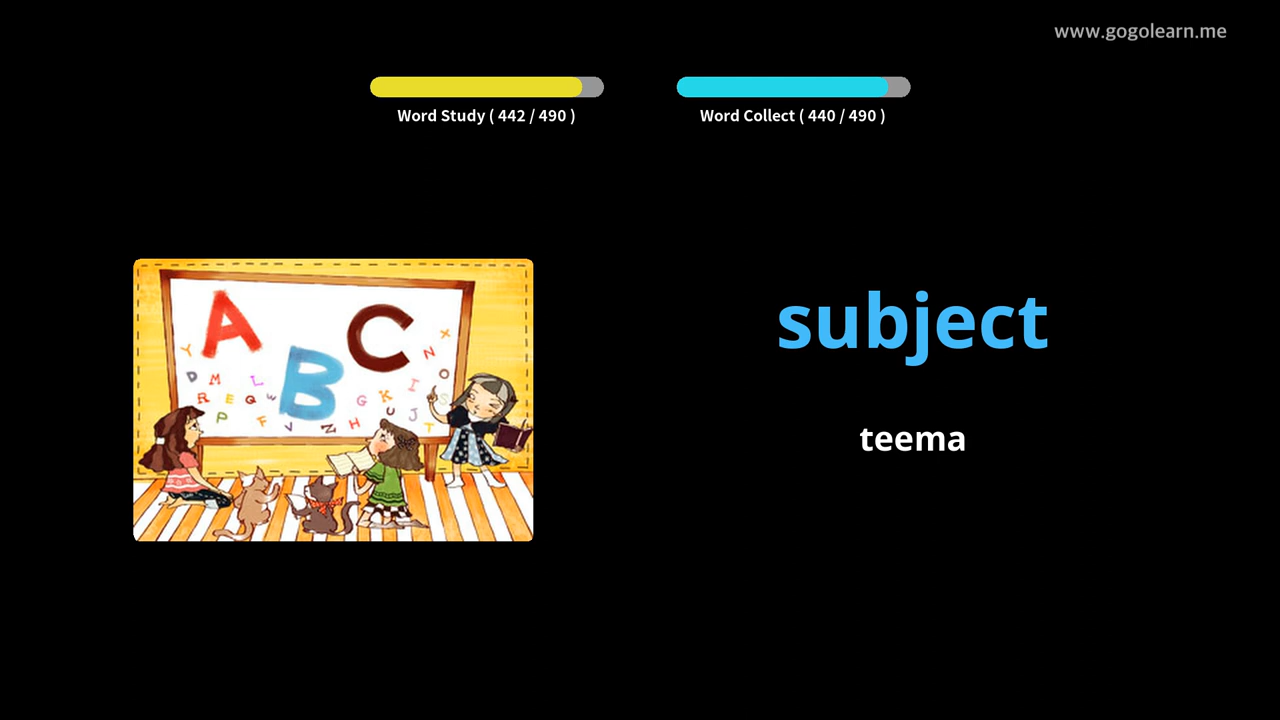 www.gogolearn.me
Word Study ( 442 / 490 )
Word Collect ( 440 / 490 )
subject
teema
A
C
B
X
Y
N
D M L O
R E Q W G K I S
P F V Z H U J T